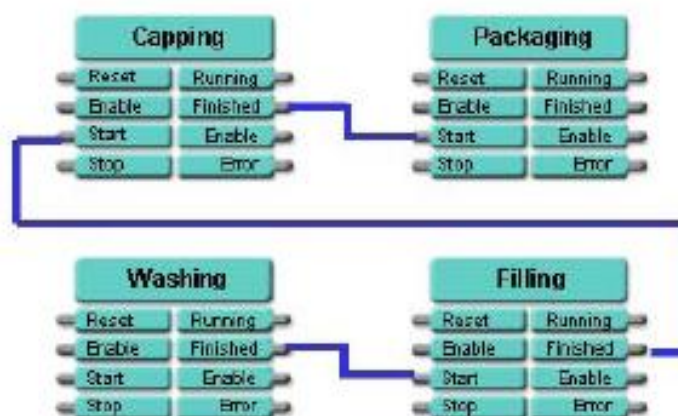 Capping
Reset Running
Enable Finished
Start Enable
Stop Error
Packaging
Reset Running
Enable Finished
Start Enable
Stop Error
Washing
Reset Running
Enable Finished
Start Enable
Stop Error
Filling
Reset Running
Enable Finished
Start Enable
Stop Error